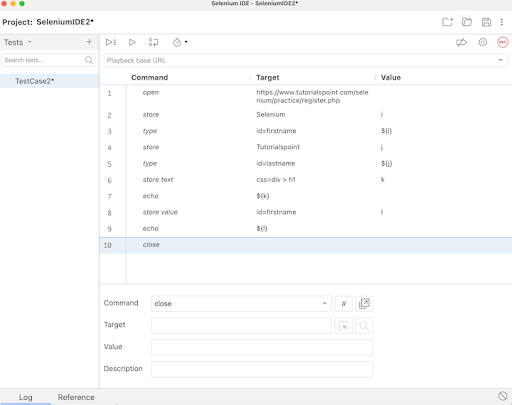 Selenium IDE - SeleniumIDE2*
Project: SeleniumIDE2*
Tests
+
Search tests...
TestCase2*
REC
Playback base URL
Command Target Value
1 open https://www.tutorialspoint.com/sele
nium/practice/register.php
2 store Selenium i
3 type id=firstname ${i}
4 store Tutorialspoint j
5 type id=lastname ${j}
6 store text css=div > h1 k
7 echo ${k}
8 store value id=firstname l
9 echo ${l}
10 close
Command close //
Target
Value
Description
Log Reference